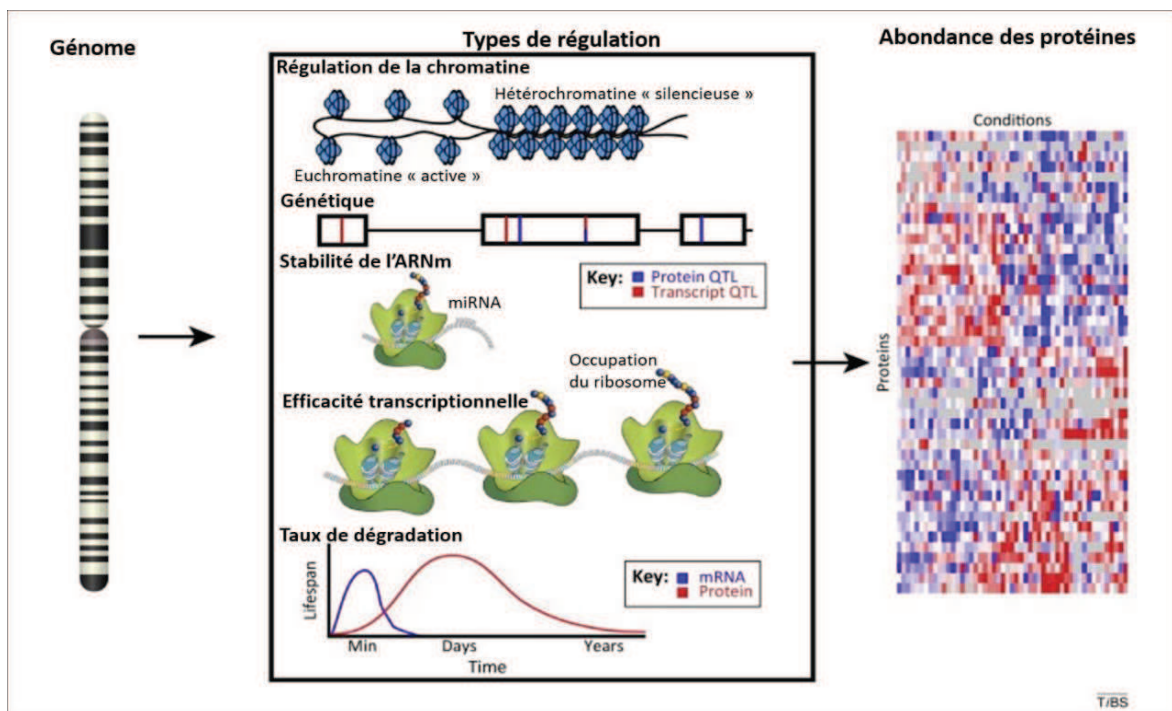 Génome
Types de régulation
Abondance des protéines
Régulation de la chromatine
Hétérochromatine « silencieuse »
Euchromatine « active »
Génétique
Key: Protein QTL
Transcript QTL
Stabilité de l'ARNm
miRNA
Occupation
du ribosome
Efficacité transcriptionnelle
Taux de dégradation
Lifespan
Key: mRNA
Protein
Min Days Years
Time
Conditions
Proteins
TiBS